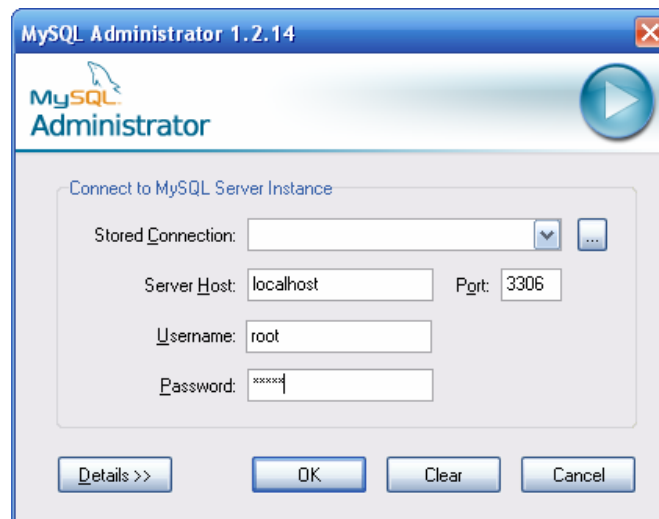 MySQL Administrator 1.2.14
MySQL
Administrator
Connect to MySQL Server Instance
Stored Connection:
...
Server Host: localhost Port: 3306
Username: root
Password: *****
Details >> OK Clear Cancel